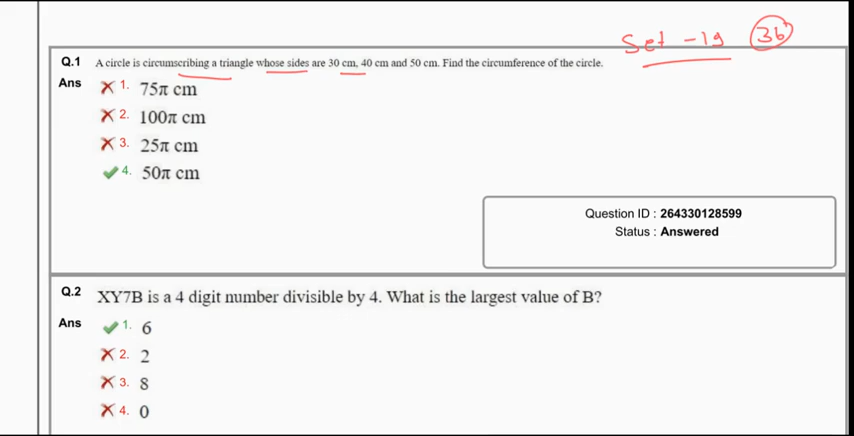 Set -19 36
Q.1 A circle is circumscribing a triangle whose sides are 30 cm, 40 cm and 50 cm. Find the circumference of the circle.
Ans 1. 75π cm
2. 100π cm
3. 25π cm
4. 50π cm
Question ID : 264330128599
Status : Answered
Q.2 XY7B is a 4 digit number divisible by 4. What is the largest value of B?
Ans 1. 6
2. 2
3. 8
4. 0